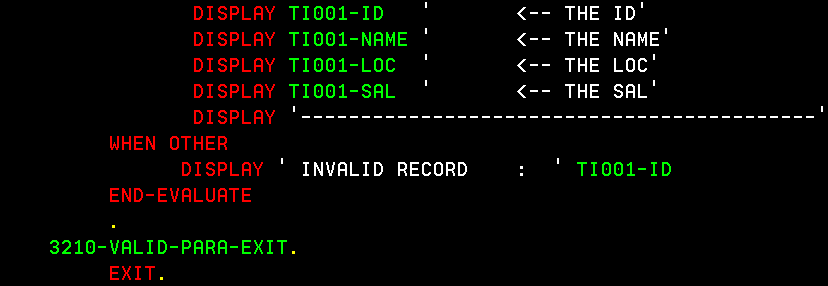 DISPLAY TI001-ID   '       <-- THE ID'
DISPLAY TI001-NAME '       <-- THE NAME'
DISPLAY TI001-LOC  '       <-- THE LOC'
DISPLAY TI001-SAL  '       <-- THE SAL'
DISPLAY '-------------------------------------------'
WHEN OTHER
DISPLAY ' INVALID RECORD    :  ' TI001-ID
END-EVALUATE
.
3210-VALID-PARA-EXIT.
EXIT.